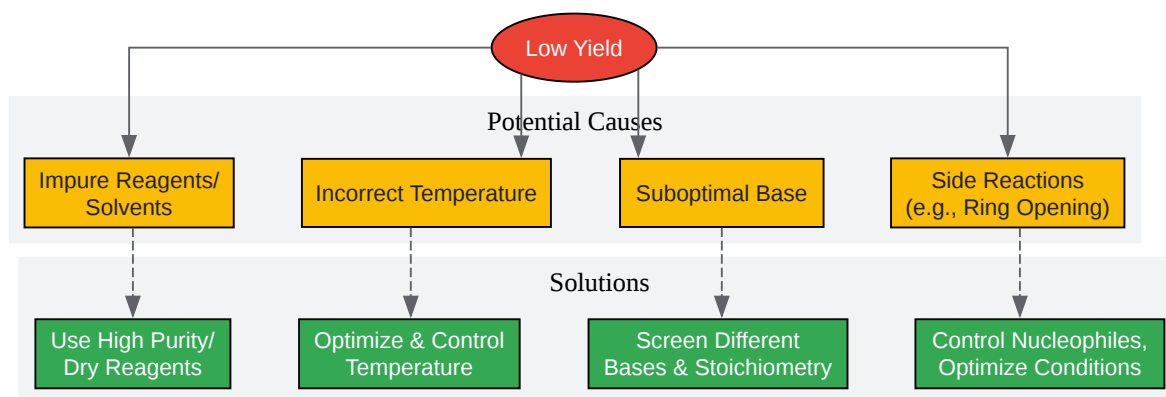 Low Yield
Potential Causes
Impure Reagents/
Solvents
Incorrect Temperature
Suboptimal Base
Side Reactions
(e.g., Ring Opening)
Solutions
Use High Purity/
Dry Reagents
Optimize & Control
Temperature
Screen Different
Bases & Stoichiometry
Control Nucleophiles,
Optimize Conditions